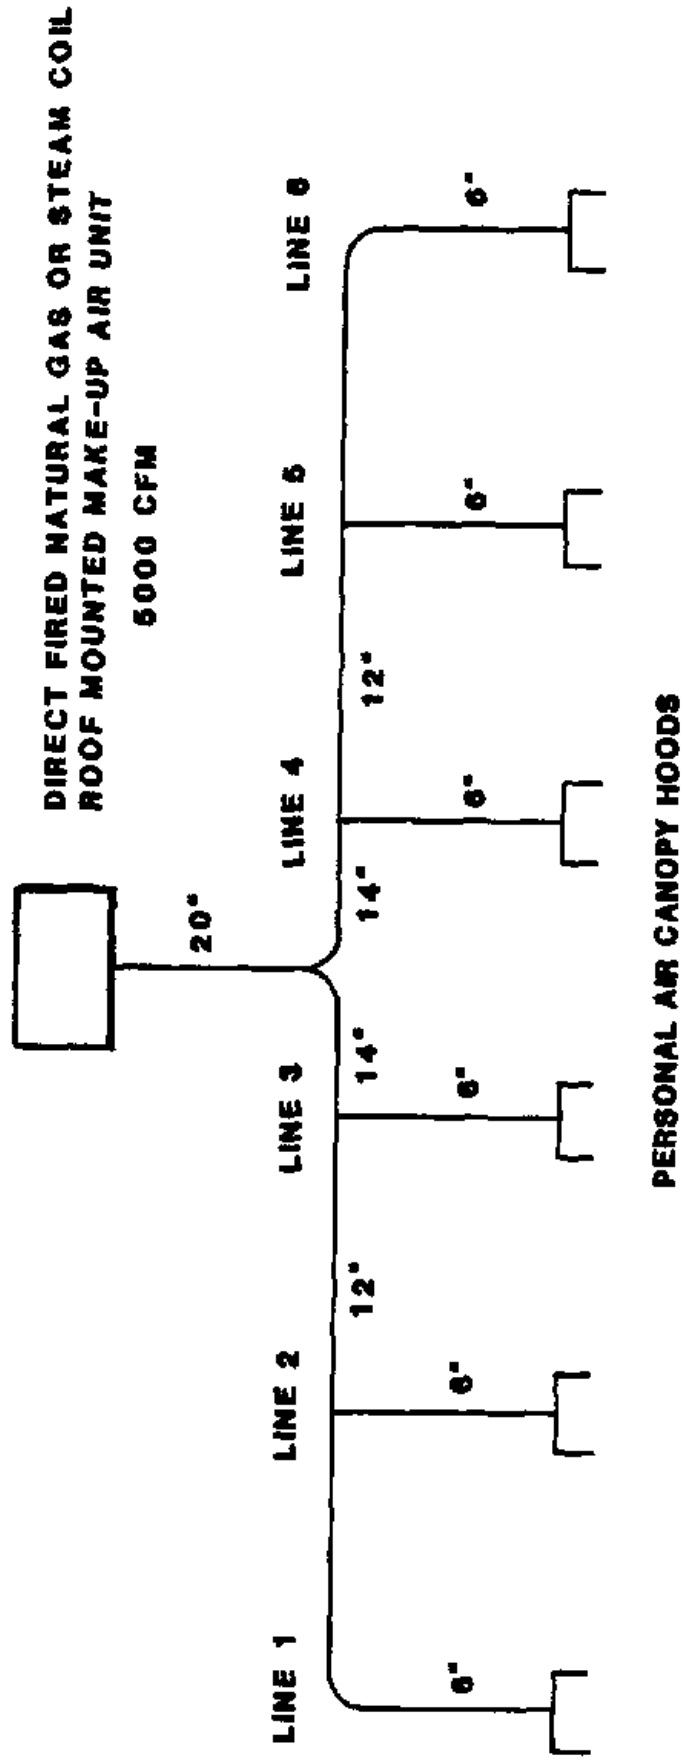 DIRECT FIRED NATURAL GAS OR STEAM COIL
ROOF MOUNTED MAKE-UP AIR UNIT
5000 CFM
20"
LINE 1
LINE 2
LINE 3
LINE 4
LINE 5
LINE 6
12"
14"
14"
12"
6"
6"
6"
6"
6"
6"
PERSONAL AIR CANOPY HOODS